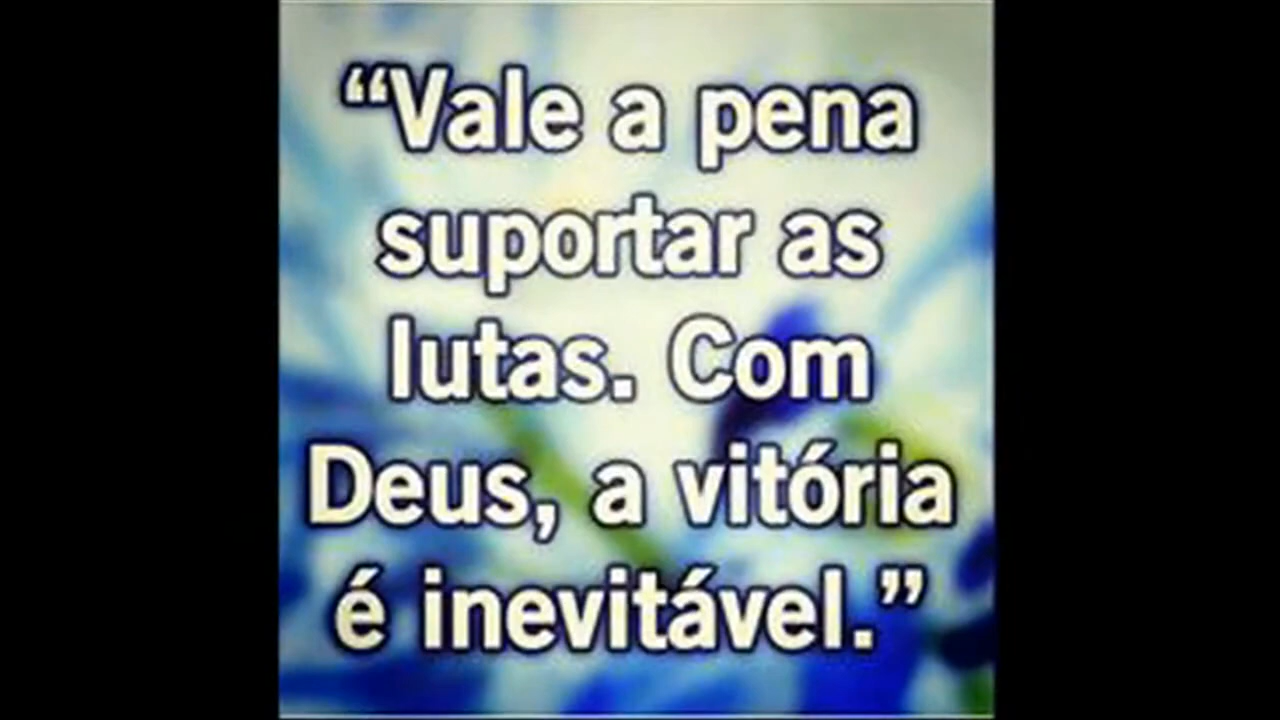 “Vale a pena
suportar as
lutas. Com
Deus, a vitória
é inevitável.”